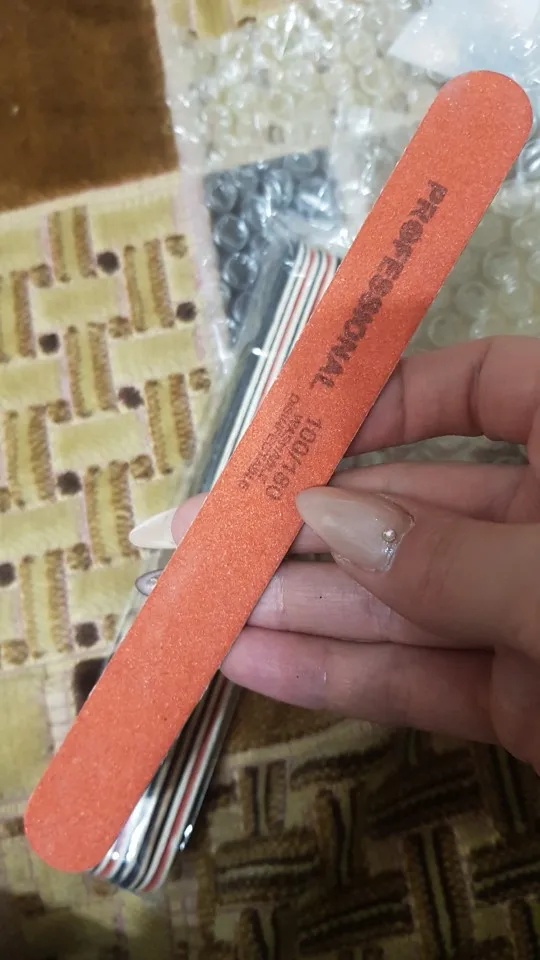 PROFESSIONAL
100/180
WASHABLE
DISINFECTABLE